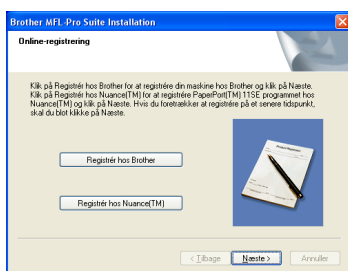 Brother MFL-Pro Suite Installation
Online-registrering
Klik på Registrér hos Brother for at registrére din maskine hos Brother og klik på Næste.
Klik på Registrér hos Nuance(TM) for at registrére PaperPort(TM) 11SE programmet hos
Nuance(TM) og klik på Næste. Hvis du foretrækker at registrére på et senere tidspunkt,
skal du blot klikke på Næste.
Registrér hos Brother
Registrér hos Nuance(TM)
< Tilbage
Næste >
Annuller